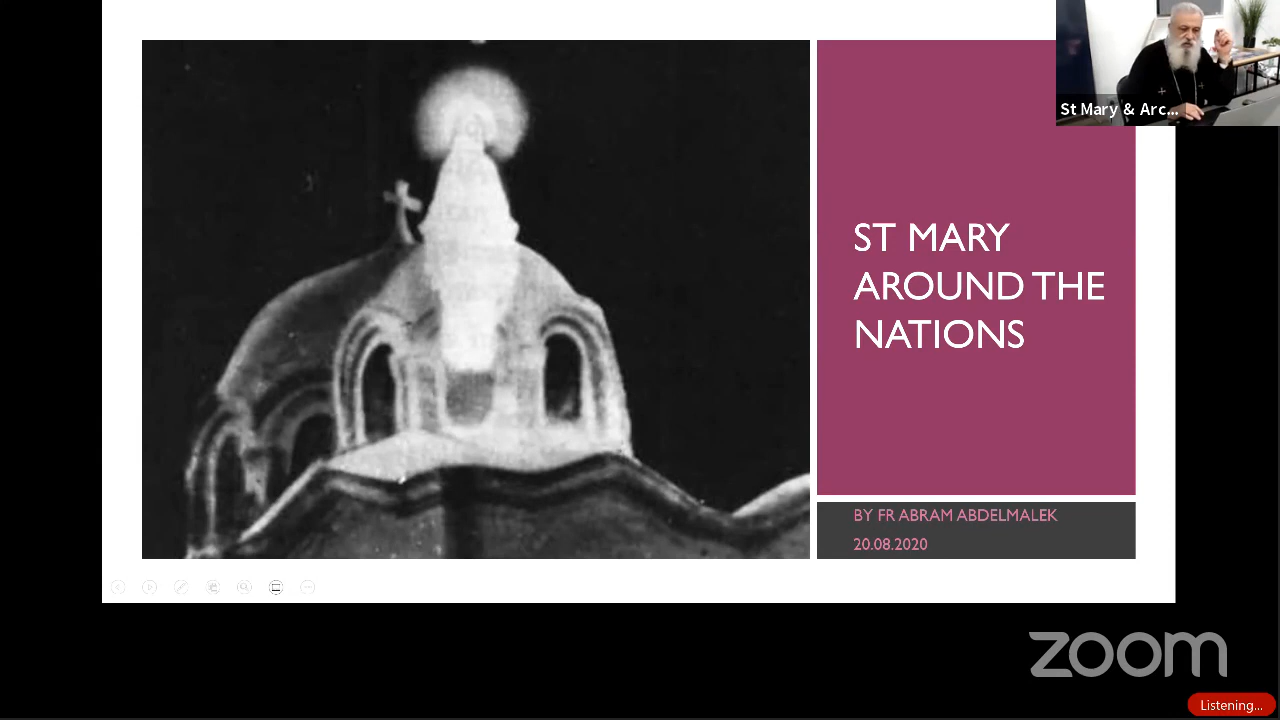 ST MARY
AROUND THE
NATIONS
BY FR ABRAM ABDELMALEK
20.08.2020
St Mary & Arc...
zoom
Listening...